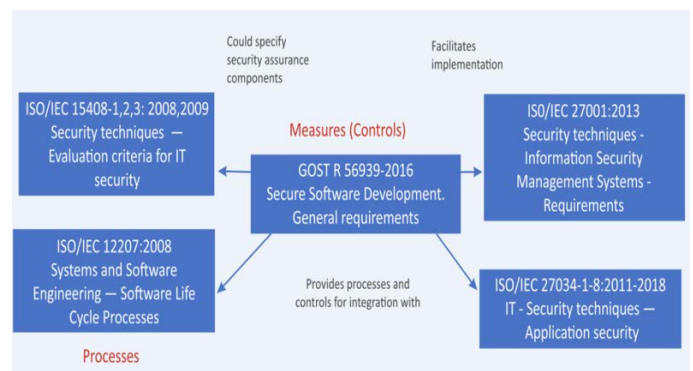 Could specify
security assurance
components
Facilitates
implementation
ISO/IEC 15408-1,2,3: 2008,2009
Security techniques —
Evaluation criteria for IT
security
Measures (Controls)
GOST R 56939-2016
Secure Software Development.
General requirements
IS0/IEC 27001:2013
Security techniques -
Information Security
Management Systems -
Requirements
ISO/IEC 12207:2008
Systems and Software
Engineering — Software Life
Cycle Processes
Processes
Provides processes and
controls for integration with
ISO/IEC 27034-1-8:2011-2018
IT - Security techniques —
Application security